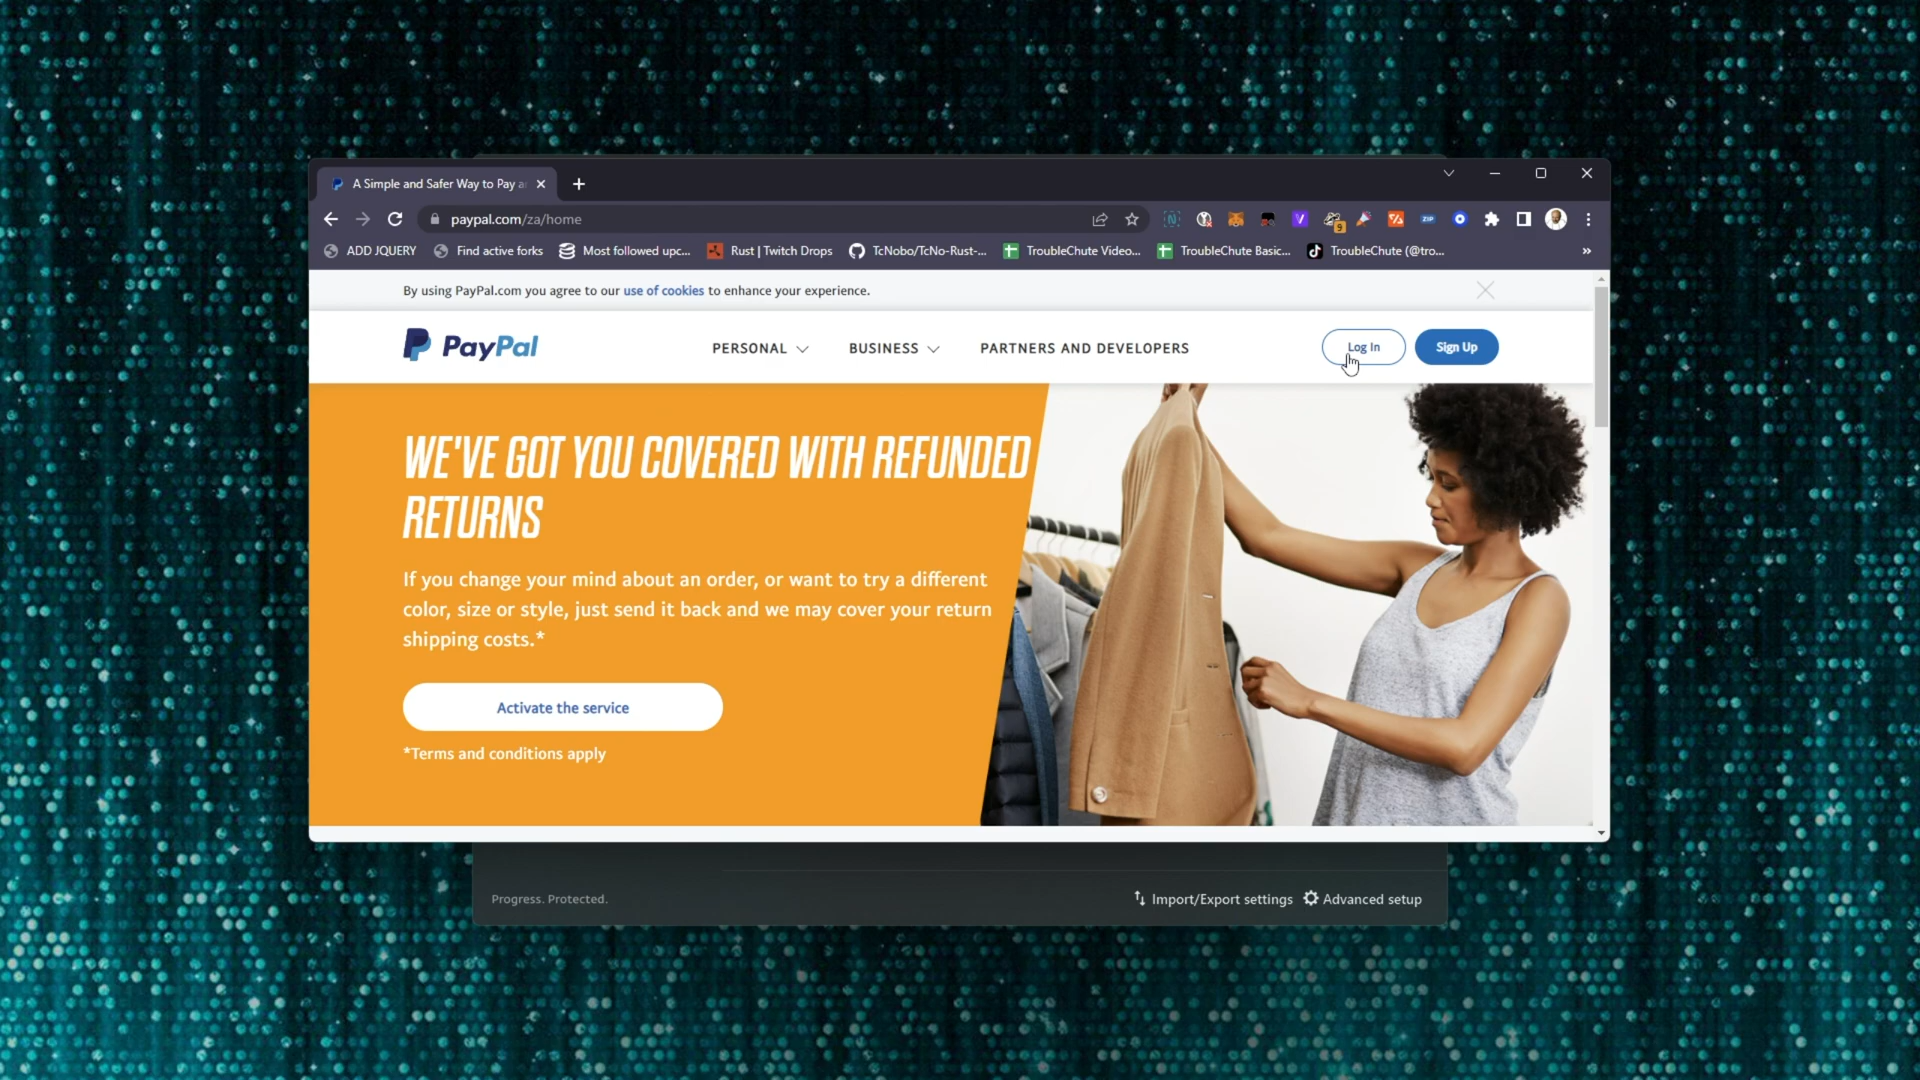 A Simple and Safer Way to Pay a
paypal.com/za/home
9
ZIP
ADD JQUERY
Find active forks
Most followed upc...
Rust | Twitch Drops
TcNobo/TcNo-Rust-...
TroubleChute Video...
TroubleChute Basic...
TroubleChute (@tro...
»
By using PayPal.com you agree to our use of cookies to enhance your experience.
PayPal
PERSONAL
BUSINESS
PARTNERS AND DEVELOPERS
Log In
Sign Up
WE'VE GOT YOU COVERED WITH REFUNDED
RETURNS
If you change your mind about an order, or want to try a different
color, size or style, just send it back and we may cover your return
shipping costs.*
Activate the service
*Terms and conditions apply
Progress. Protected.
Import/Export settings
Advanced setup